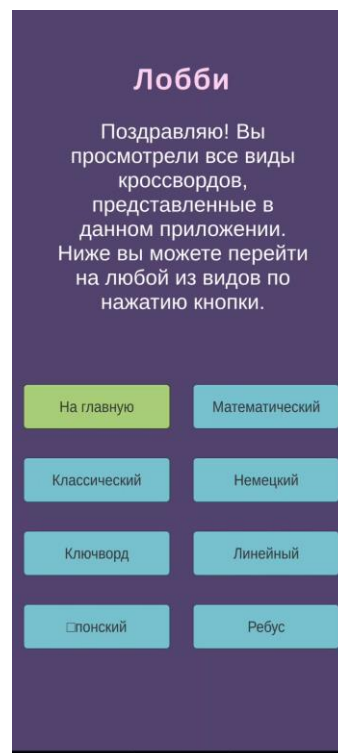 Лобби
Поздравляю! Вы
просмотрели все виды
кроссвордов,
представленные в
данном приложении.
Ниже вы можете перейти
на любой из видов по
нажатию кнопки.
На главную
Математический
Классический
Немецкий
Ключворд
Линейный
□понский
Ребус